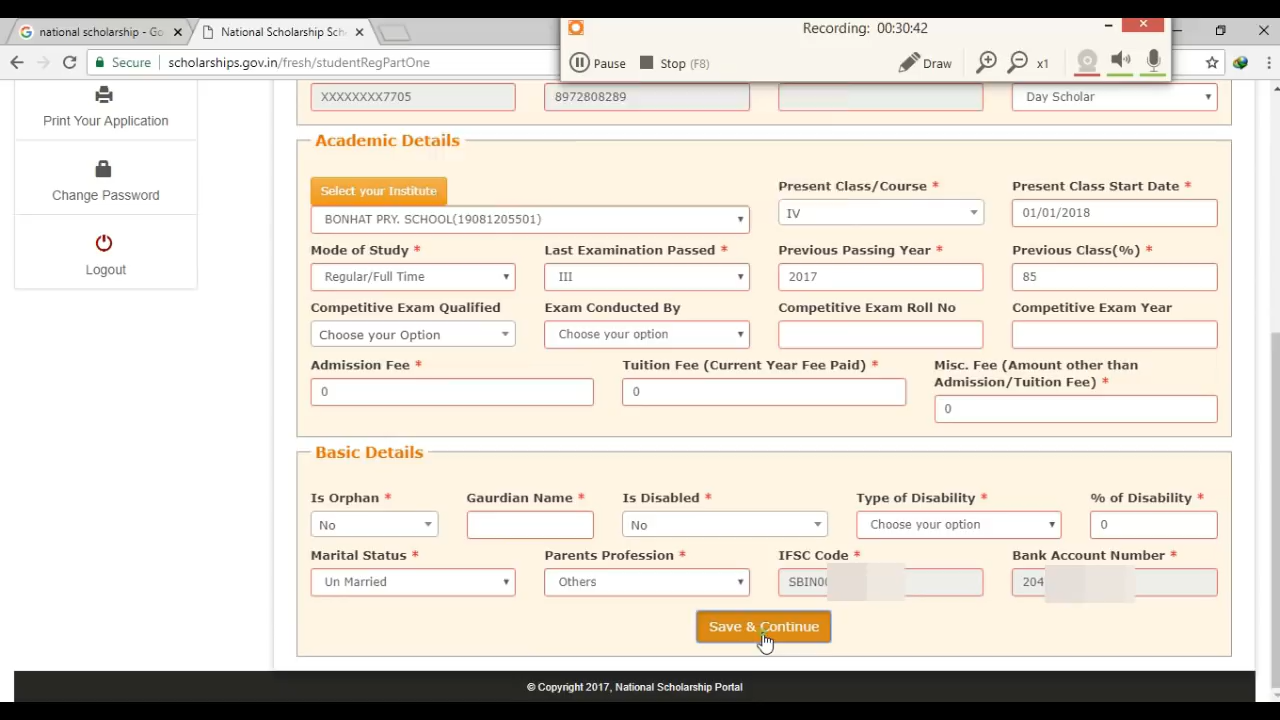 national scholarship - Go
National Scholarship Sch
Recording: 00:30:42
Secure
scholarships.gov.in/fresh/studentRegPartOne
Pause
Stop (F8)
Draw
x1
Print Your Application
Change Password
Logout
XXXXXXXX7705
8972808289
Day Scholar
Academic Details
Select your Institute
Present Class/Course *
Present Class Start Date *
BONHAT PRY. SCHOOL(19081205501)
IV
01/01/2018
Mode of Study *
Last Examination Passed *
Previous Passing Year *
Previous Class(%) *
Regular/Full Time
III
2017
85
Competitive Exam Qualified
Exam Conducted By
Competitive Exam Roll No
Competitive Exam Year
Choose your Option
Choose your option
Admission Fee *
Tuition Fee (Current Year Fee Paid) *
Misc. Fee (Amount other than
Admission/Tuition Fee) *
0
0
0
Basic Details
Is Orphan *
Gaurdian Name *
Is Disabled *
Type of Disability *
% of Disability *
No
No
Choose your option
0
Marital Status *
Parents Profession *
IFSC Code *
Bank Account Number *
Un Married
Others
SBIN0
204
Save & Continue
© Copyright 2017, National Scholarship Portal